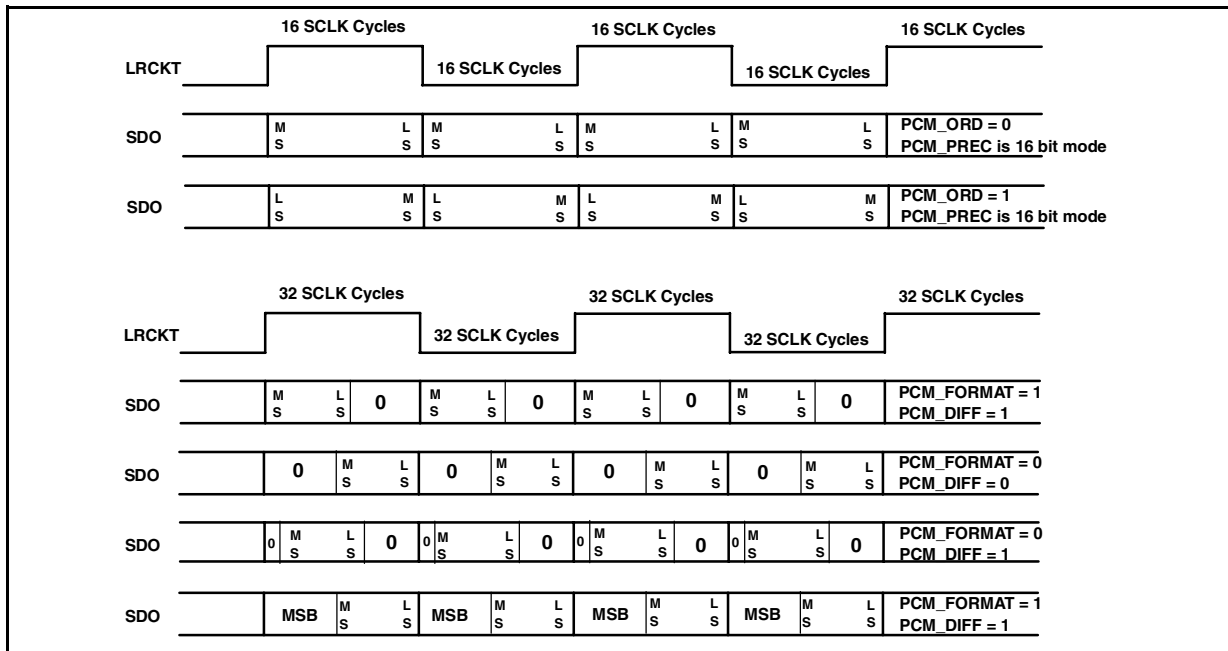 16 SCLK Cycles 16 SCLK Cycles 16 SCLK Cycles
LRCKT 16 SCLK Cycles 16 SCLK Cycles
SDO M L M L M L M L PCM_ORD = 0
S S S S S S S S PCM_PREC is 16 bit mode
SDO L M L M L M L M PCM_ORD = 1
S S S S S S S S PCM_PREC is 16 bit mode
32 SCLK Cycles 32 SCLK Cycles 32 SCLK Cycles
LRCKT 32 SCLK Cycles 32 SCLK Cycles
SDO M L 0 M L 0 M L 0 M L 0 PCM_FORMAT = 1
S S S S S S S S PCM_DIFF = 1
SDO 0 M L 0 M L 0 M L 0 M L PCM_FORMAT = 0
S S S S S S S S PCM_DIFF = 0
SDO 0 M L 0 0 M L 0 0 M L 0 0 M L 0 PCM_FORMAT = 0
S S S S S S S S PCM_DIFF = 1
SDO MSB M L MSB M L MSB M L MSB M L PCM_FORMAT = 1
S S S S S S S S PCM_DIFF = 1